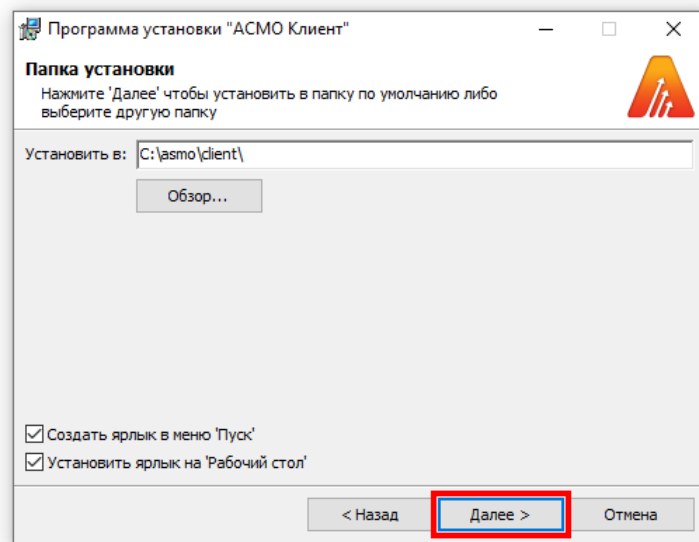 Программа установки "АСМО Клиент"
Папка установки
Нажмите 'Далее' чтобы установить в папку по умолчанию либо
выберите другую папку
Установить в: C:\asmo\client\
Обзор...
Создать ярлык в меню 'Пуск'
Установить ярлык на 'Рабочий стол'
< Назад Далее > Отмена